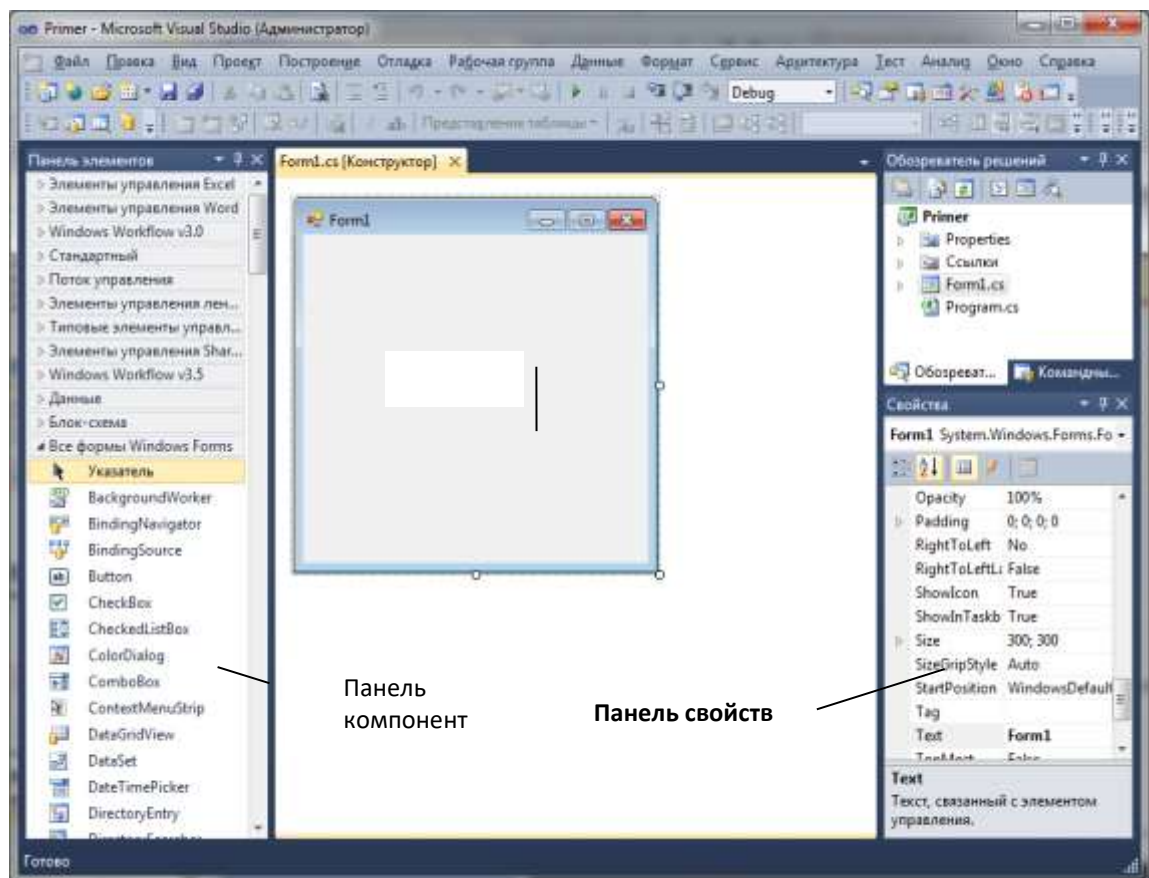 Primer - Microsoft Visual Studio (Администратор)
Файл Правка Вид Проект Построение Отладка Рабочая группа Данные Формат Сервис Архитектура Тест Анализ Окно Справка
Debug
Представление таблицы
Панель элементов
Элементы управления Excel
Элементы управления Word
Windows Workflow v3.0
Стандартный
Поток управления
Элементы управления лен...
Типовые элементы управл...
Элементы управления Shar...
Windows Workflow v3.5
Данные
Блок-схема
Все формы Windows Forms
Указатель
BackgroundWorker
BindingNavigator
BindingSource
Button
CheckBox
CheckedListBox
ColorDialog
ComboBox
ContextMenuStrip
DataGridView
DataSet
DateTimePicker
DirectoryEntry
DirectorySearcher
Form1.cs [Конструктор]
Form1
Панель
компонент
Панель свойств
Обозреватель решений
Primer
Properties
Ссылки
Form1.cs
Program.cs
Обозреват... Командны...
Свойства
Form1 System.Windows.Forms.Fo
Opacity 100%
Padding 0; 0; 0; 0
RightToLeft No
RightToLeftL: False
ShowIcon True
ShowInTaskb True
Size 300; 300
SizeGripStyle Auto
StartPosition WindowsDefault
Tag
Text Form1
TopMost False
Text
Текст, связанный с элементом
управления.
Готово